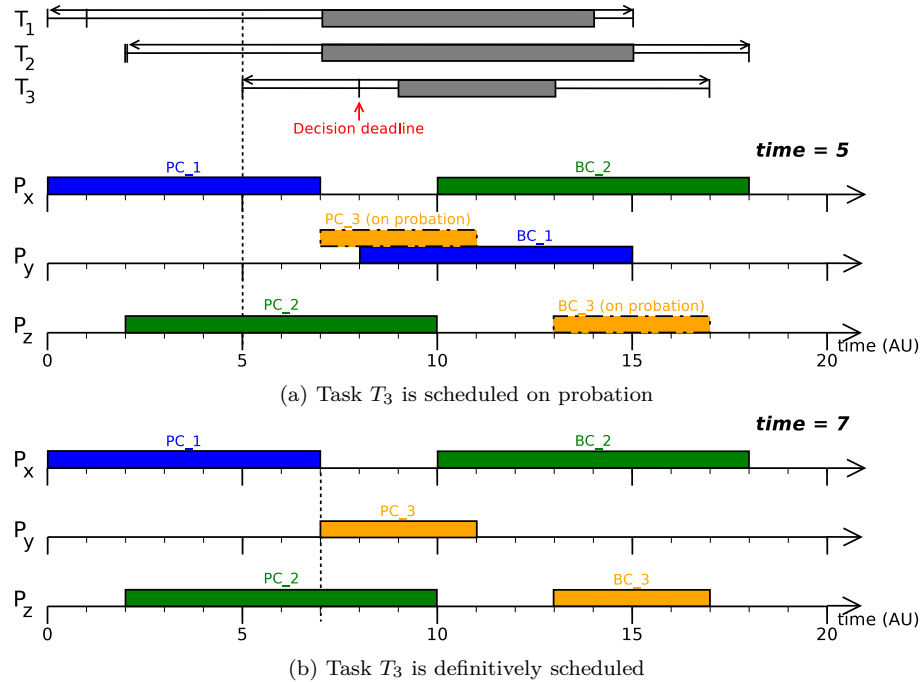 T1
T2
T3
Decision deadline
time = 5
PC_1
BC_2
Px
PC_3 (on probation)
BC_1
Py
PC_2
BC_3 (on probation)
Pz
time (AU)
0 5 10 15 20
(a) Task T3 is scheduled on probation
time = 7
PC_1
BC_2
Px
PC_3
Py
PC_2
BC_3
Pz
time (AU)
0 5 10 15 20
(b) Task T3 is definitively scheduled